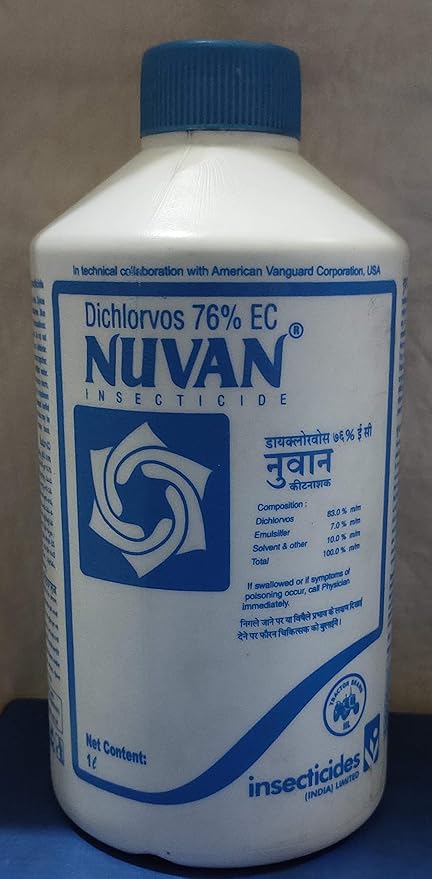 In technical collaboration with American Vanguard Corporation, USA
Dichlorvos 76% EC
NUVAN®
INSECTICIDE
डायक्लोरवोस ७६% ई सी
नुवान
कीटनाशक
Composition :
Dichlorvos 83.0 % m/m
Emulsifer 7.0 % m/m
Solvent & other 10.0 % m/m
Total 100.0 % m/m
If swallowed or if symptoms of
poisoning occur, call Physician
immediately.
निगले जाने पर या विषैले प्रभाव के लक्षण दिखाई
देने पर फौरन चिकित्सक को बुलाईये।
TRACTOR BRAND
IIL
Net Content:
1ℓ
insecticides
(INDIA) LIMITED